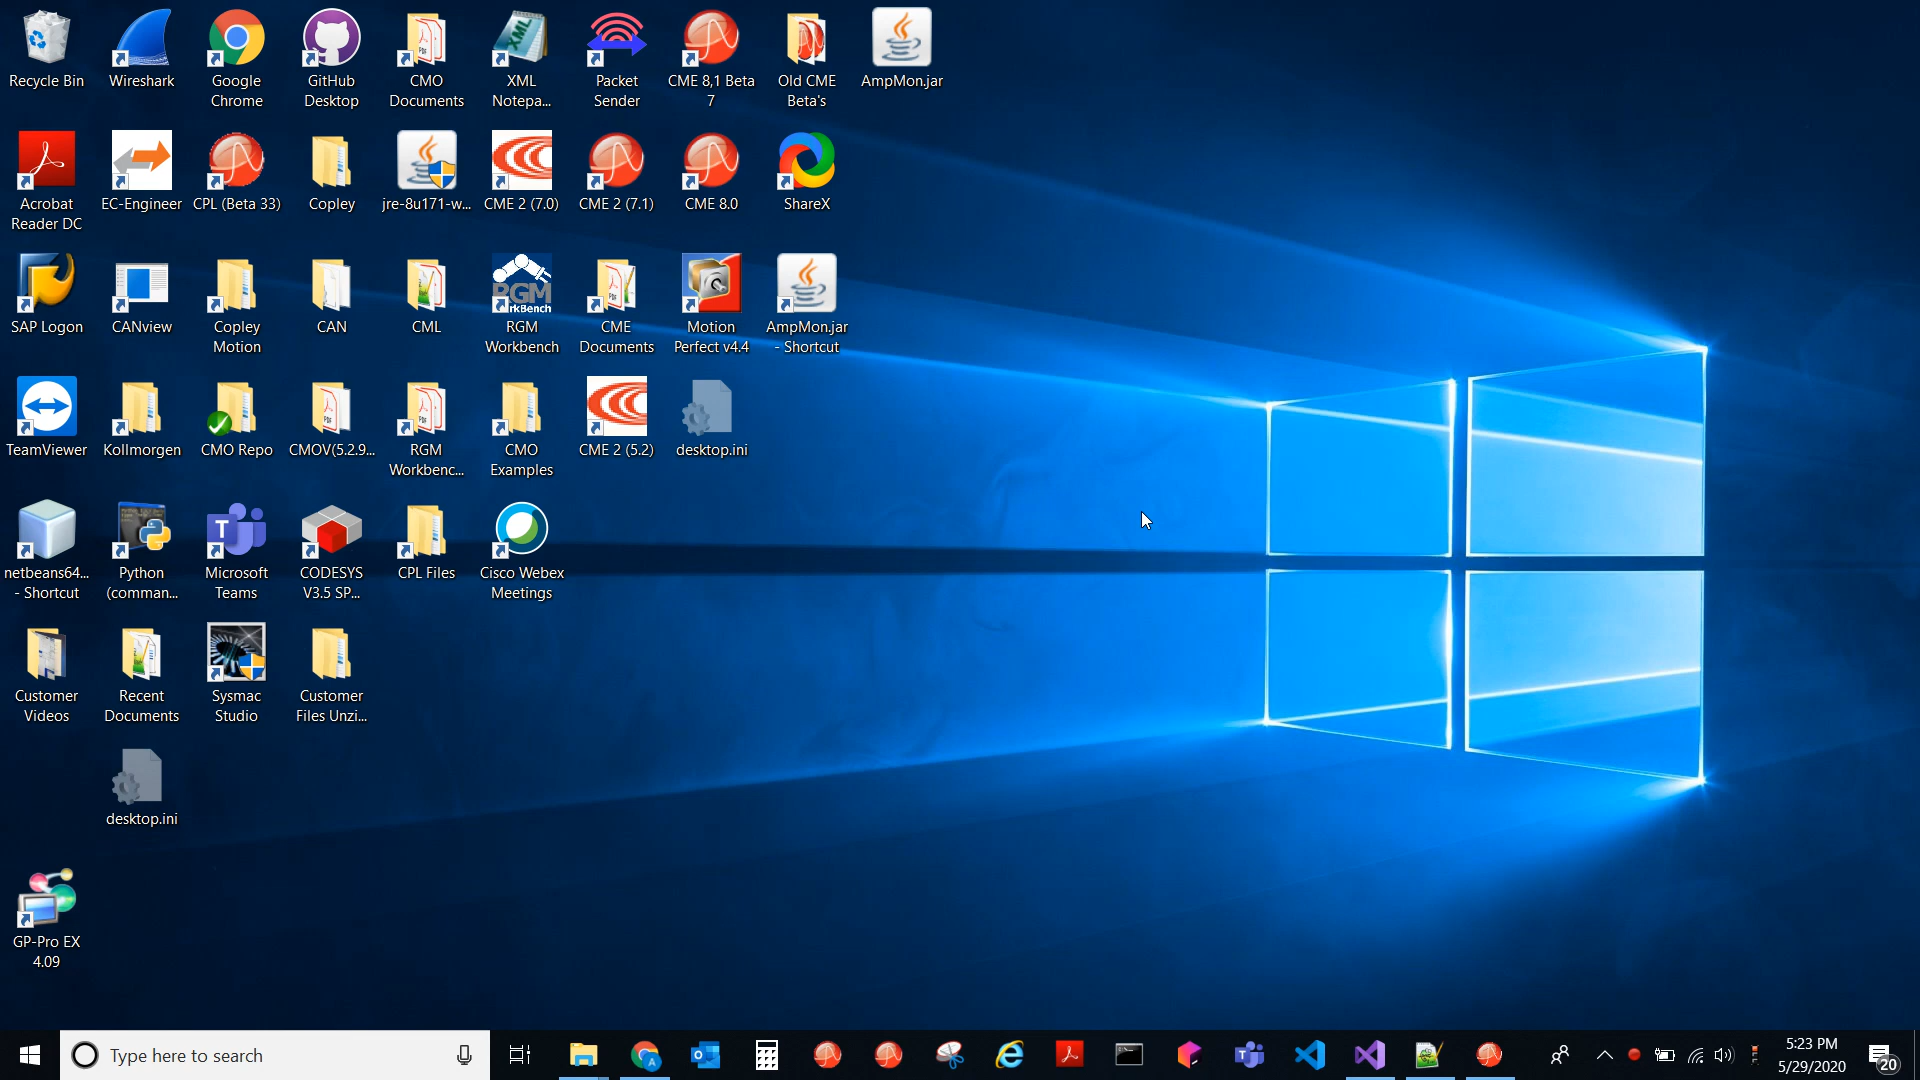 Recycle Bin
Wireshark
Google
Chrome
GitHub
Desktop
CMO
Documents
XML
Notepa...
Packet
Sender
CME 8,1 Beta
7
Old CME
Beta's
AmpMon.jar
Acrobat
Reader DC
EC-Engineer
CPL (Beta 33)
Copley
jre-8u171-w...
CME 2 (7.0)
CME 2 (7.1)
CME 8.0
ShareX
SAP Logon
CANview
Copley
Motion
CAN
CML
RGM
Workbench
CME
Documents
Motion
Perfect v4.4
AmpMon.jar
- Shortcut
TeamViewer
Kollmorgen
CMO Repo
CMOV(5.2.9...
RGM
Workbenc...
CMO
Examples
CME 2 (5.2)
desktop.ini
netbeans64...
- Shortcut
Python
(comman...
Microsoft
Teams
CODESYS
V3.5 SP...
CPL Files
Cisco Webex
Meetings
Customer
Videos
Recent
Documents
Sysmac
Studio
Customer
Files Unzi...
desktop.ini
GP-Pro EX
4.09
Type here to search
5:23 PM
5/29/2020
20